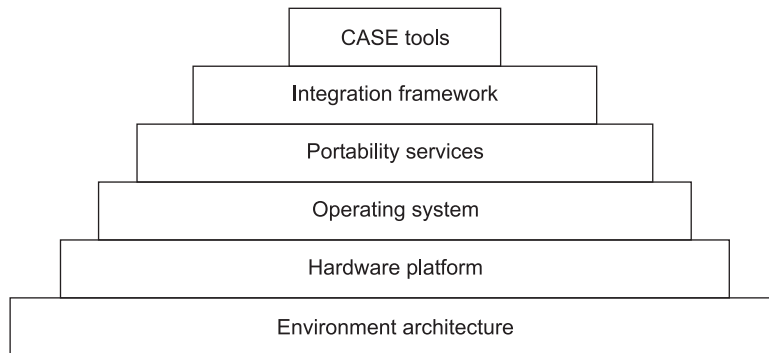 CASE tools
Integration framework
Portability services
Operating system
Hardware platform
Environment architecture